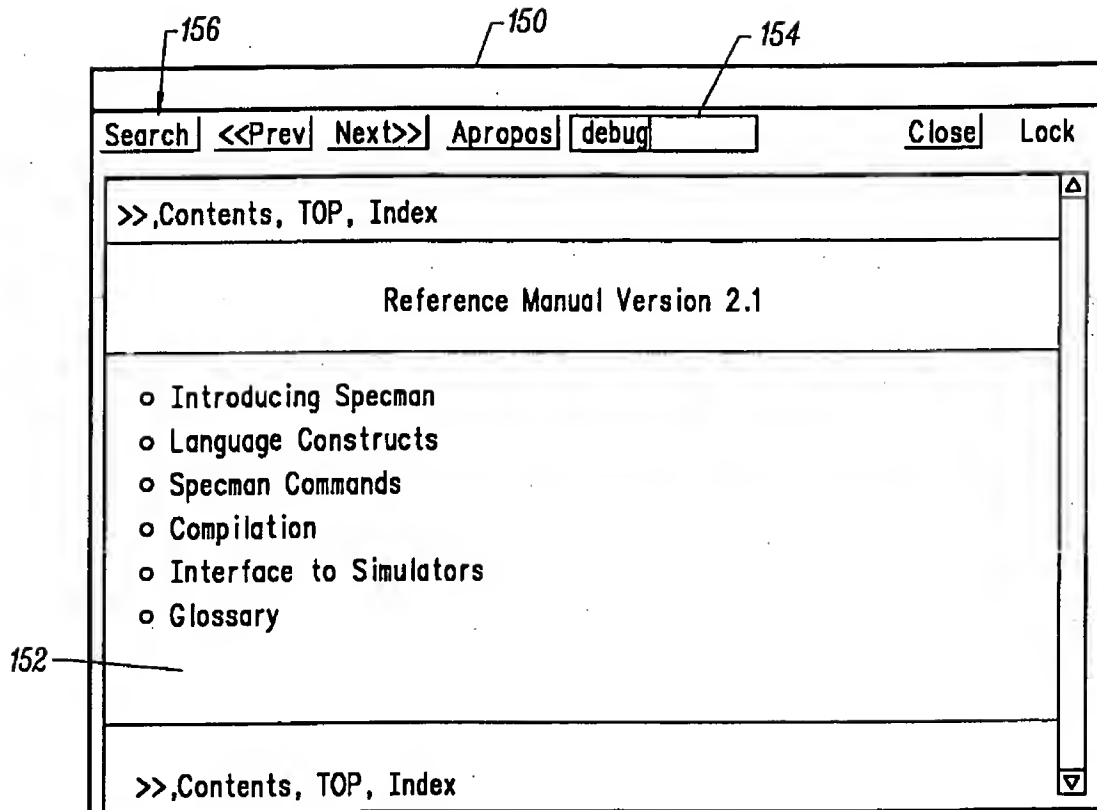 156 150 154
Search <<Prev Next>> Apropos debug Close Lock
>>,Contents, TOP, Index
Reference Manual Version 2.1
o Introducing Specman
o Language Constructs
o Specman Commands
o Compilation
o Interface to Simulators
o Glossary
152
>>,Contents, TOP, Index